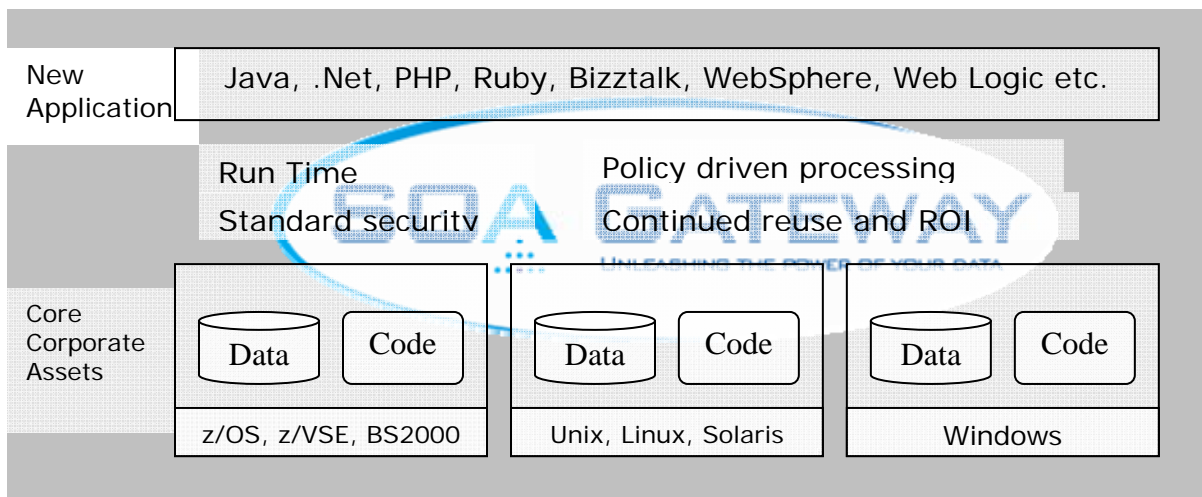 New
Application
Java, .Net, PHP, Ruby, Bizztalk, WebSphere, Web Logic etc.
Run Time
Policy driven processing
SOA GATEWAY
Standard security
Continued reuse and ROI
UNLEASHING THE POWER OF YOUR DATA
Core
Corporate
Assets
Data
Code
Data
Code
Data
Code
z/OS, z/VSE, BS2000
Unix, Linux, Solaris
Windows